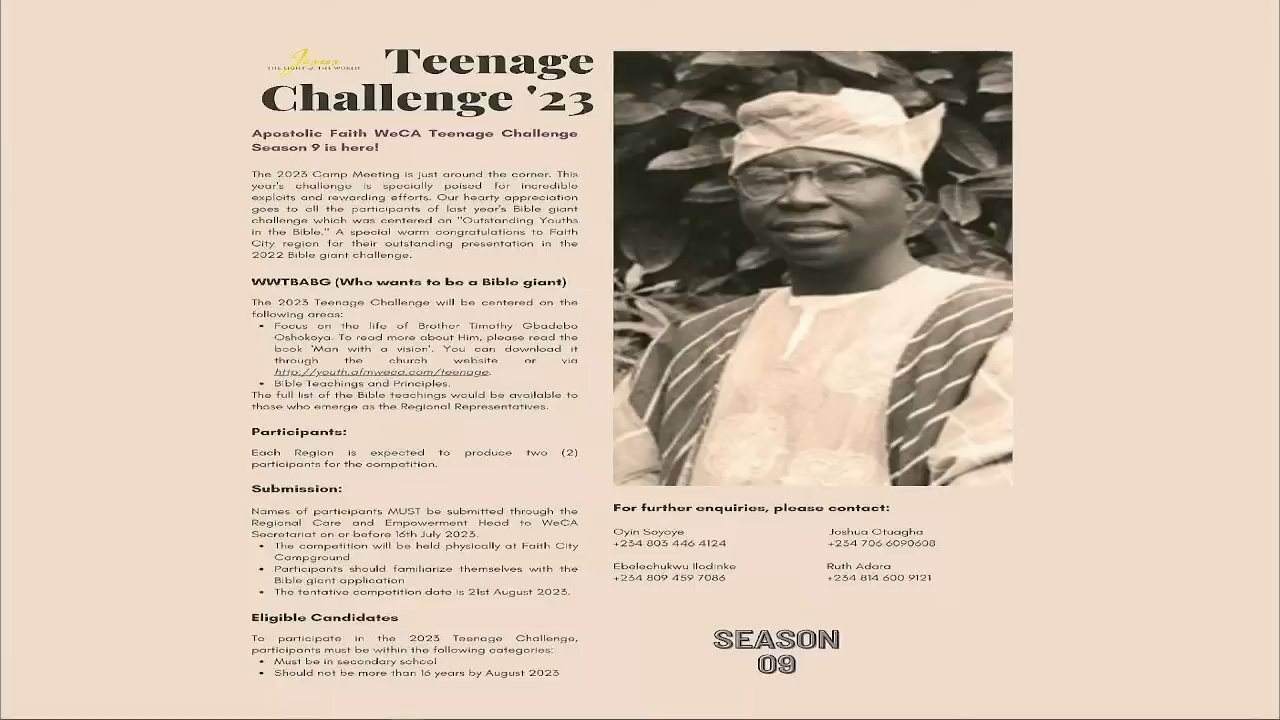 Jesus
THE LIGHT of THE WORLD
Teenage
Challenge '23
Apostolic Faith WeCA Teenage Challenge
Season 9 is here!
The 2023 Camp Meeting is just around the corner. This
year's challenge is specially poised for incredible
exploits and rewarding efforts. Our hearty appreciation
goes to all the participants of last year's Bible giant
challenge which was centered on "Outstanding Youths
in the Bible." A special warm congratulations to Faith
City region for their outstanding presentation in the
2022 Bible giant challenge.
WWTBABG (Who wants to be a Bible giant)
The 2023 Teenage Challenge will be centered on the
following areas:
• Focus on the life of Brother Timothy Gbadebo
Oshokoya. To read more about Him, please read the
book 'Man with a vision'. You can download it
through the church website or via
http://youth.afmweca.com/teenage.
• Bible Teachings and Principles.
The full list of the Bible teachings would be available to
those who emerge as the Regional Representatives.
Participants:
Each Region is expected to produce two (2)
participants for the competition.
Submission:
Names of participants MUST be submitted through the
Regional Care and Empowerment Head to WeCA
Secretariat on or before 16th July 2023.
• The competition will be held physically at Faith City
Campground
• Participants should familiarize themselves with the
Bible giant application
• The tentative competition date is 21st August 2023.
Eligible Candidates
To participate in the 2023 Teenage Challenge,
participants must be within the following categories:
• Must be in secondary school
• Should not be more than 16 years by August 2023
For further enquiries, please contact:
Oyin Soyoye
+234 803 446 4124
Joshua Otuagha
+234 706 6090608
Ebelechukwu Ilodinke
+234 809 459 7086
Ruth Adara
+234 814 600 9121
SEASON
09